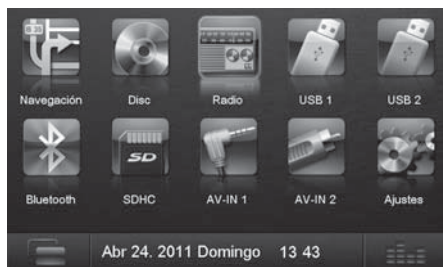 Navegación Disc Radio USB 1 USB 2
SD
Bluetooth SDHC AV-IN 1 AV-IN 2 Ajustes
Abr 24. 2011 Domingo 13 43